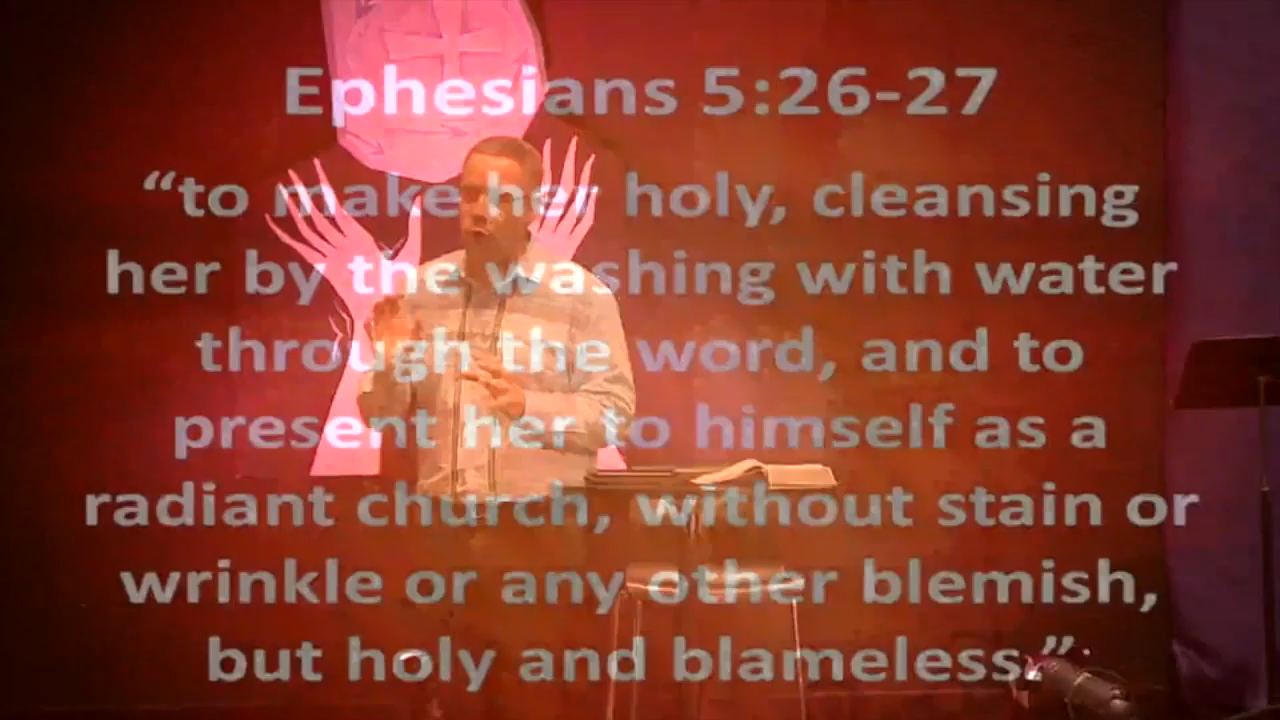 Ephesians 5:26-27
“to make her holy, cleansing
her by the washing with water
through the word, and to
present her to himself as a
radiant church, without stain or
wrinkle or any other blemish,
but holy and blameless.”